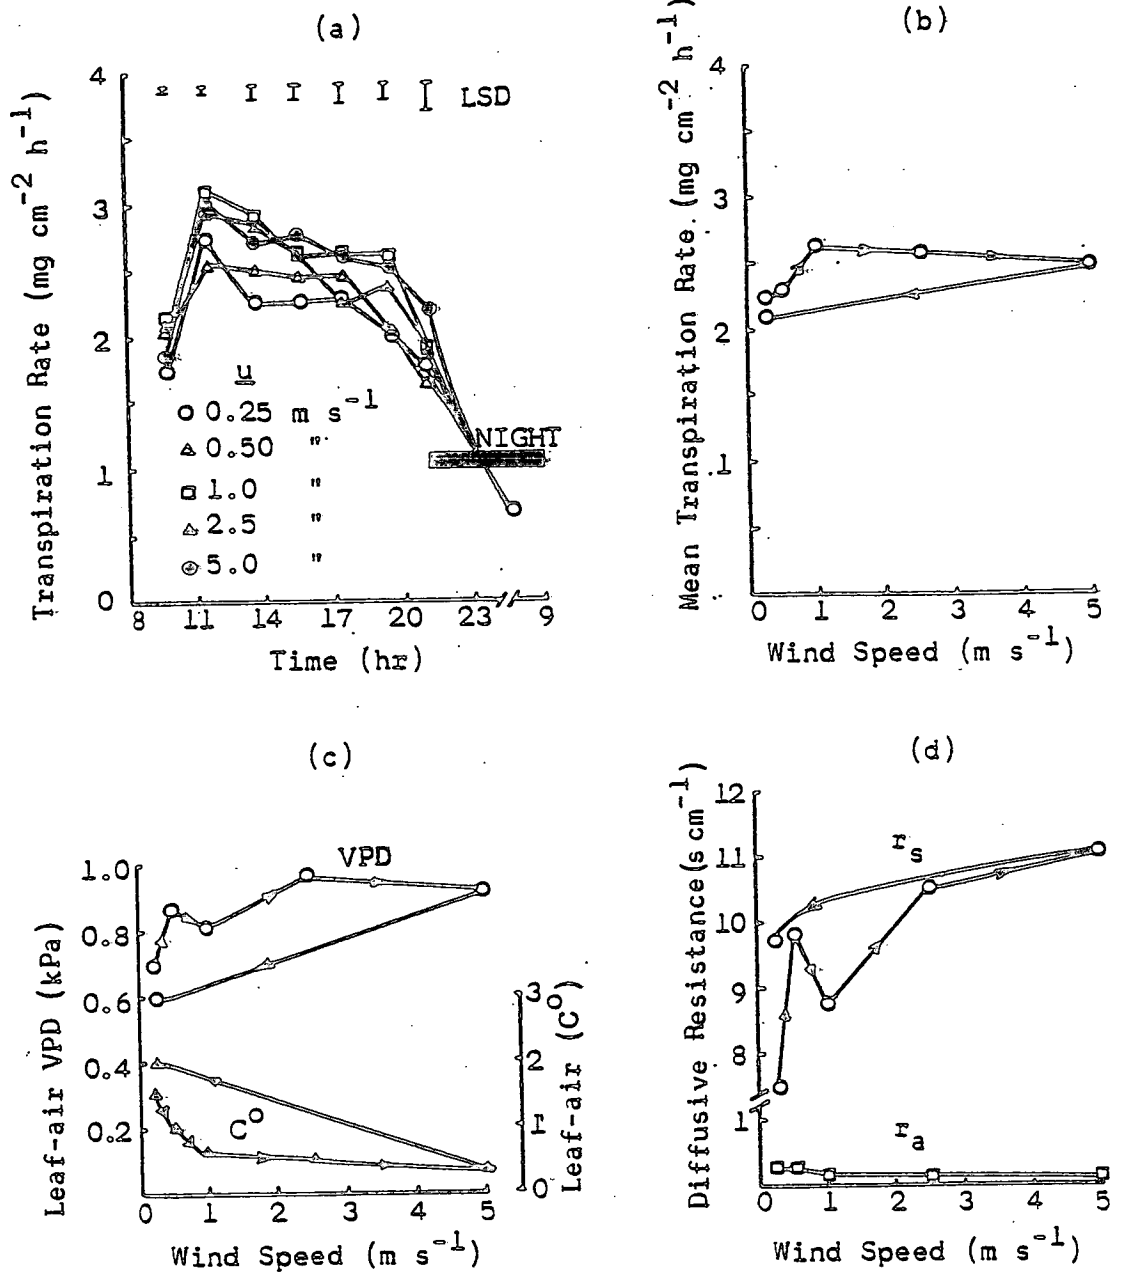 (a)
Transpiration Rate (mg cm⁻² h⁻¹)
4
3
2
1
0
LSD
u
0.25 m s⁻¹
0.50 "
1.0 "
2.5 "
5.0 "
NIGHT
8 11 14 17 20 23 9
Time (hr)
(b)
Mean Transpiration Rate. (mg cm⁻² h⁻¹)
4
3
2
1
0 1 2 3 4 5
Wind Speed (m s⁻¹)
(c)
Leaf-air VPD (kPa)
1.0
0.8
0.6
0.4
0.2
VPD
C°
3
2
1
0
Leaf-air (C°)
0 1 2 3 4 5
Wind Speed (m s⁻¹)
(d)
Diffusive Resistance (s cm⁻¹)
12
11
10
9
8
1
rₛ
rₐ
0 1 2 3 4 5
Wind Speed (m s⁻¹)